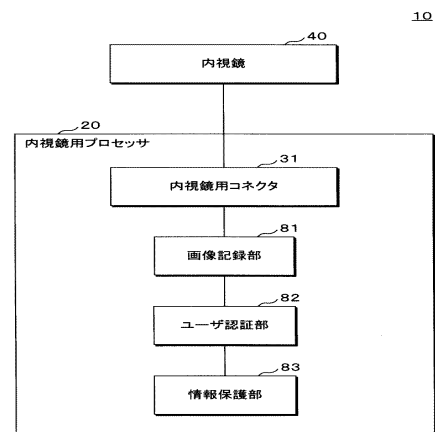 10
40
内視鏡
20
内視鏡用プロセッサ
31
内視鏡用コネクタ
81
画像記録部
82
ユーザ認証部
83
情報保護部